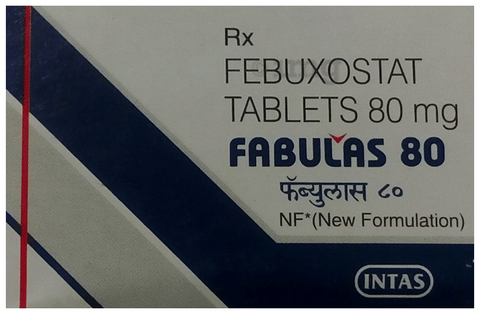 Rx
FEBUXOSTAT
TABLETS 80 mg
FABULAS 80
फॅब्युलास ८०
NF*(New Formulation)
INTAS